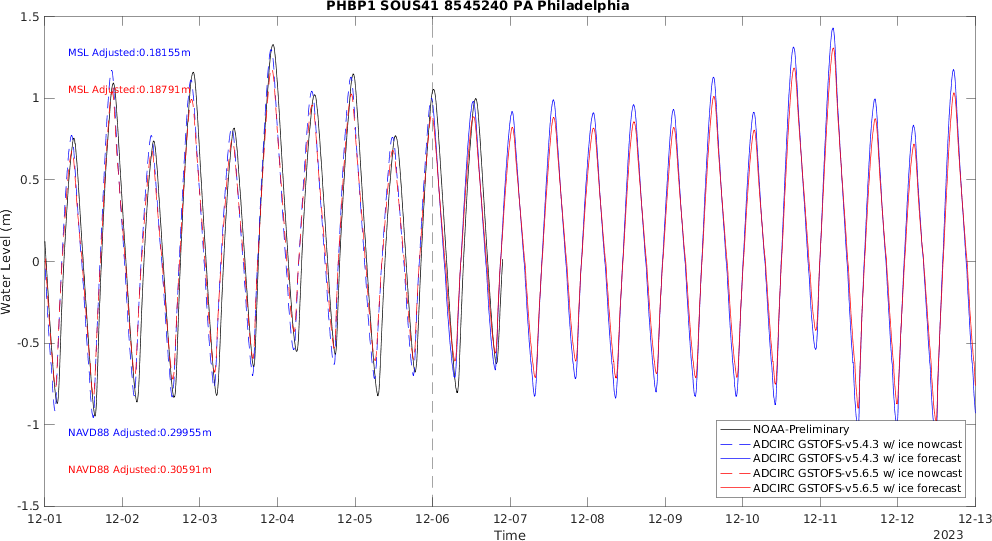 PHBP1 SOUS41 8545240 PA Philadelphia
1.5
1
0.5
0
-0.5
-1
-1.5
Water Level (m)
MSL Adjusted:0.18155m
MSL Adjusted:0.18791m
NAVD88 Adjusted:0.29955m
NAVD88 Adjusted:0.30591m
NOAA-Preliminary
ADCIRC GSTOFS-v5.4.3 w/ ice nowcast
ADCIRC GSTOFS-v5.4.3 w/ ice forecast
ADCIRC GSTOFS-v5.6.5 w/ ice nowcast
ADCIRC GSTOFS-v5.6.5 w/ ice forecast
12-01 12-02 12-03 12-04 12-05 12-06 12-07 12-08 12-09 12-10 12-11 12-12 12-13
Time
2023